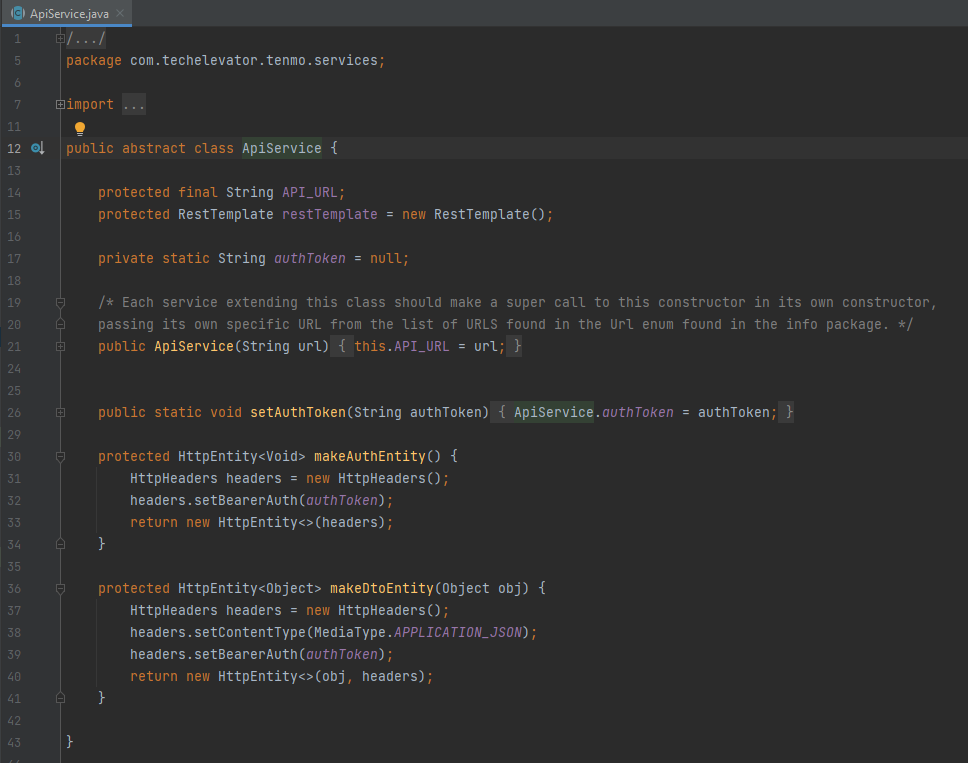 ApiService.java
1 /.../
5 package com.techelevator.tenmo.services;
6
7 import ...
11
12 public abstract class ApiService {
13
14 protected final String API_URL;
15 protected RestTemplate restTemplate = new RestTemplate();
16
17 private static String authToken = null;
18
19 /* Each service extending this class should make a super call to this constructor in its own constructor,
20 passing its own specific URL from the list of URLS found in the Url enum found in the info package. */
21 public ApiService(String url) { this.API_URL = url; }
24
25
26 public static void setAuthToken(String authToken) { ApiService.authToken = authToken; }
29
30 protected HttpEntity<Void> makeAuthEntity() {
31 HttpHeaders headers = new HttpHeaders();
32 headers.setBearerAuth(authToken);
33 return new HttpEntity<>(headers);
34 }
35
36 protected HttpEntity<Object> makeDtoEntity(Object obj) {
37 HttpHeaders headers = new HttpHeaders();
38 headers.setContentType(MediaType.APPLICATION_JSON);
39 headers.setBearerAuth(authToken);
40 return new HttpEntity<>(obj, headers);
41 }
42
43 }